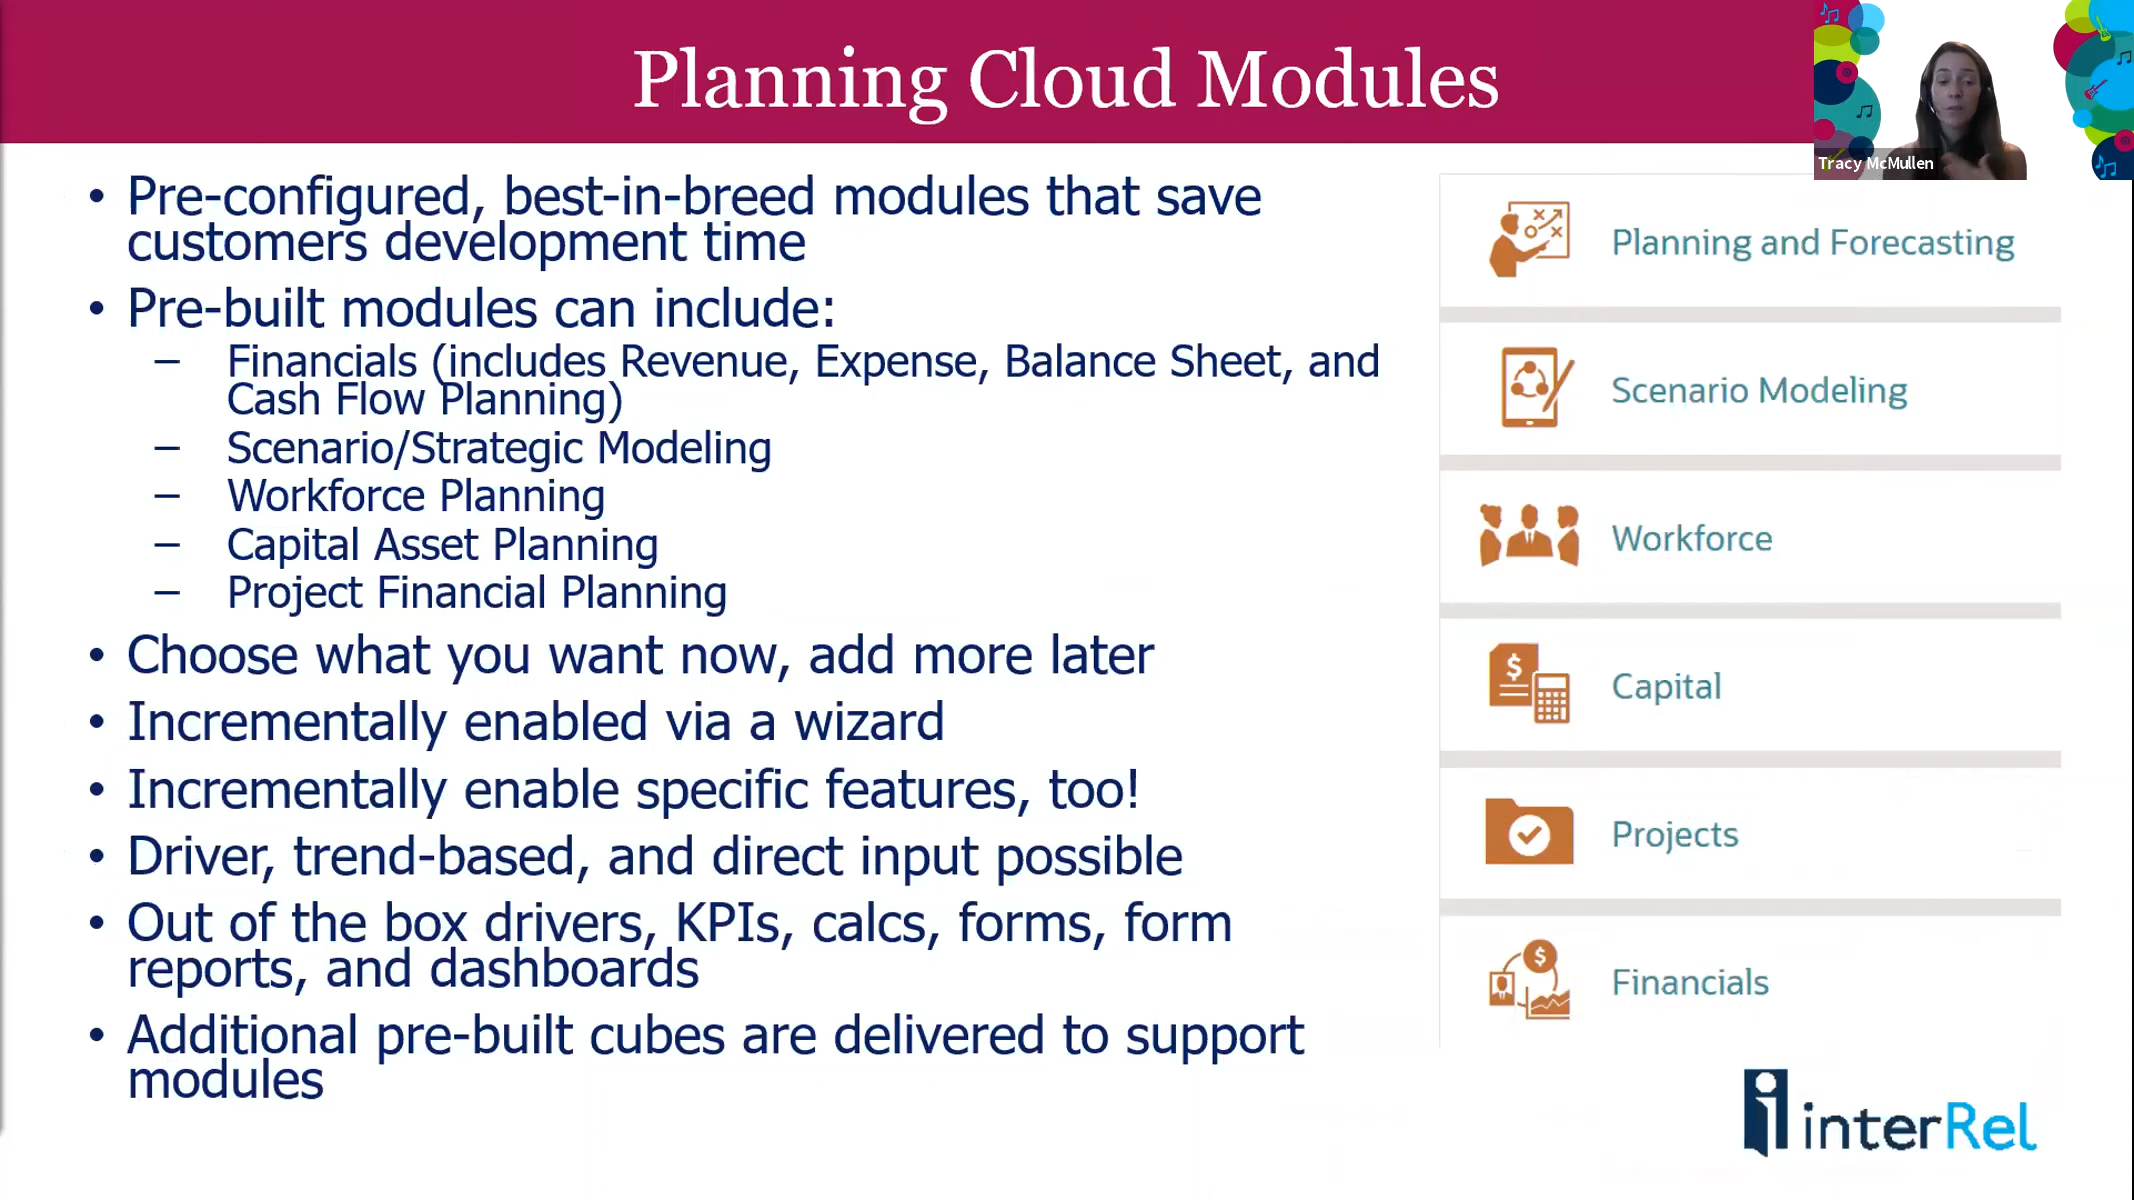 Planning Cloud Modules
Tracy McMullen
• Pre-configured, best-in-breed modules that save
customers development time
• Pre-built modules can include:
– Financials (includes Revenue, Expense, Balance Sheet, and
Cash Flow Planning)
– Scenario/Strategic Modeling
– Workforce Planning
– Capital Asset Planning
– Project Financial Planning
• Choose what you want now, add more later
• Incrementally enabled via a wizard
• Incrementally enable specific features, too!
• Driver, trend-based, and direct input possible
• Out of the box drivers, KPIs, calcs, forms, form
reports, and dashboards
• Additional pre-built cubes are delivered to support
modules
Planning and Forecasting
Scenario Modeling
Workforce
Capital
Projects
Financials
interRel